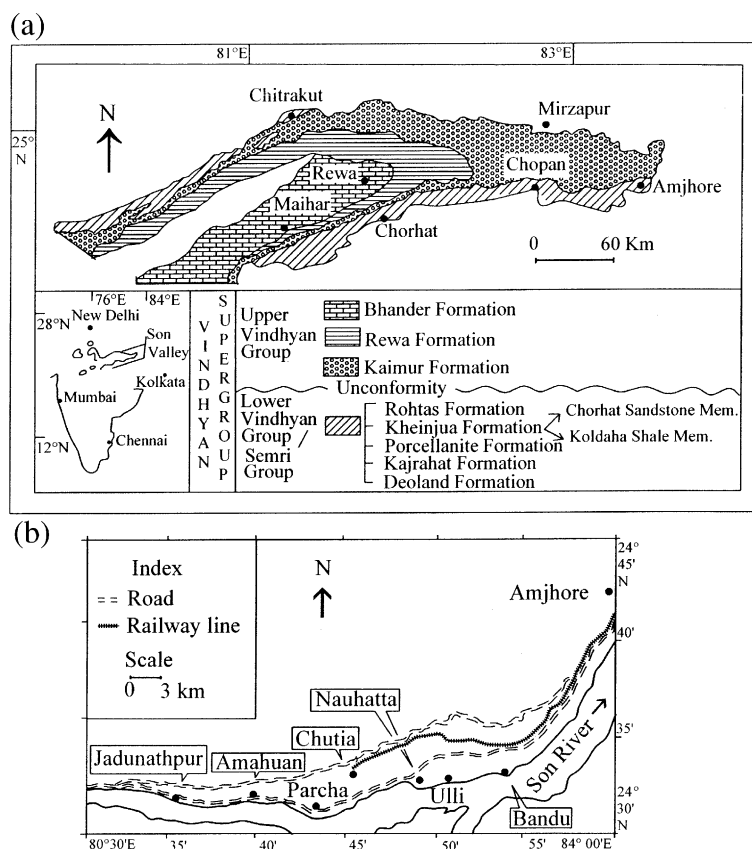 (a)
81°E
83°E
Chitrakut
N
Mirzapur
25°
N
Rewa
Chopan
Maihar
Amjhore
Chorhat
0 60 Km
76°E 84°E
28°N
New Delhi
Son
Valley
Kolkata
Mumbai
12°N
Chennai
VINDHYAN
SUPERGROUP
Upper
Vindhyan
Group
Bhander Formation
Rewa Formation
Kaimur Formation
Unconformity
Lower
Vindhyan
Group
Semri
Group
Rohtas Formation
Kheinjua Formation
Chorhat Sandstone Mem.
Koldaha Shale Mem.
Porcellanite Formation
Kajrahat Formation
Deoland Formation
(b)
Index
Road
Railway line
Scale
0 3 km
N
24°
45'
N
Amjhore
40'
Nauhatta
Chutia
35'
Jadunathpur
Amahuan
Parcha
Ulli
Son River
Bandu
24°
30'
N
80°30'E 35' 40' 45' 50' 55' 84°00'E